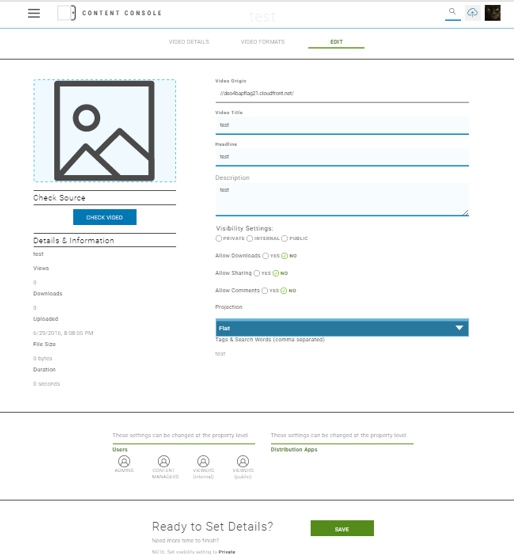 CONTENT CONSOLE
test
VIDEO DETAILS
VIDEO FORMATS
EDIT
Check Source
CHECK VIDEO
Details & Information
test
Views
0
Downloads
0
Uploaded
5/29/2016, 8:08:05 PM
File Size
0 bytes
Duration
0 seconds
Video Origin
Video Title
test
Headline
test
Description
test
Visibility Settings:
PRIVATE INTERNAL PUBLIC
Allow Downloads YES NO
Allow Sharing YES NO
Allow Comments YES NO
Projection
Flat
Tags & Search Words (comma separated)
test
These settings can be changed at the property level
Users
ADMINS
CONTENT MANAGERS
VIEWERS (internal)
VIEWERS (public)
These settings can be changed at the property level
Distribution Apps
Ready to Set Details?
Need more time to finish?
NOTE: Set visibility setting to Private
SAVE